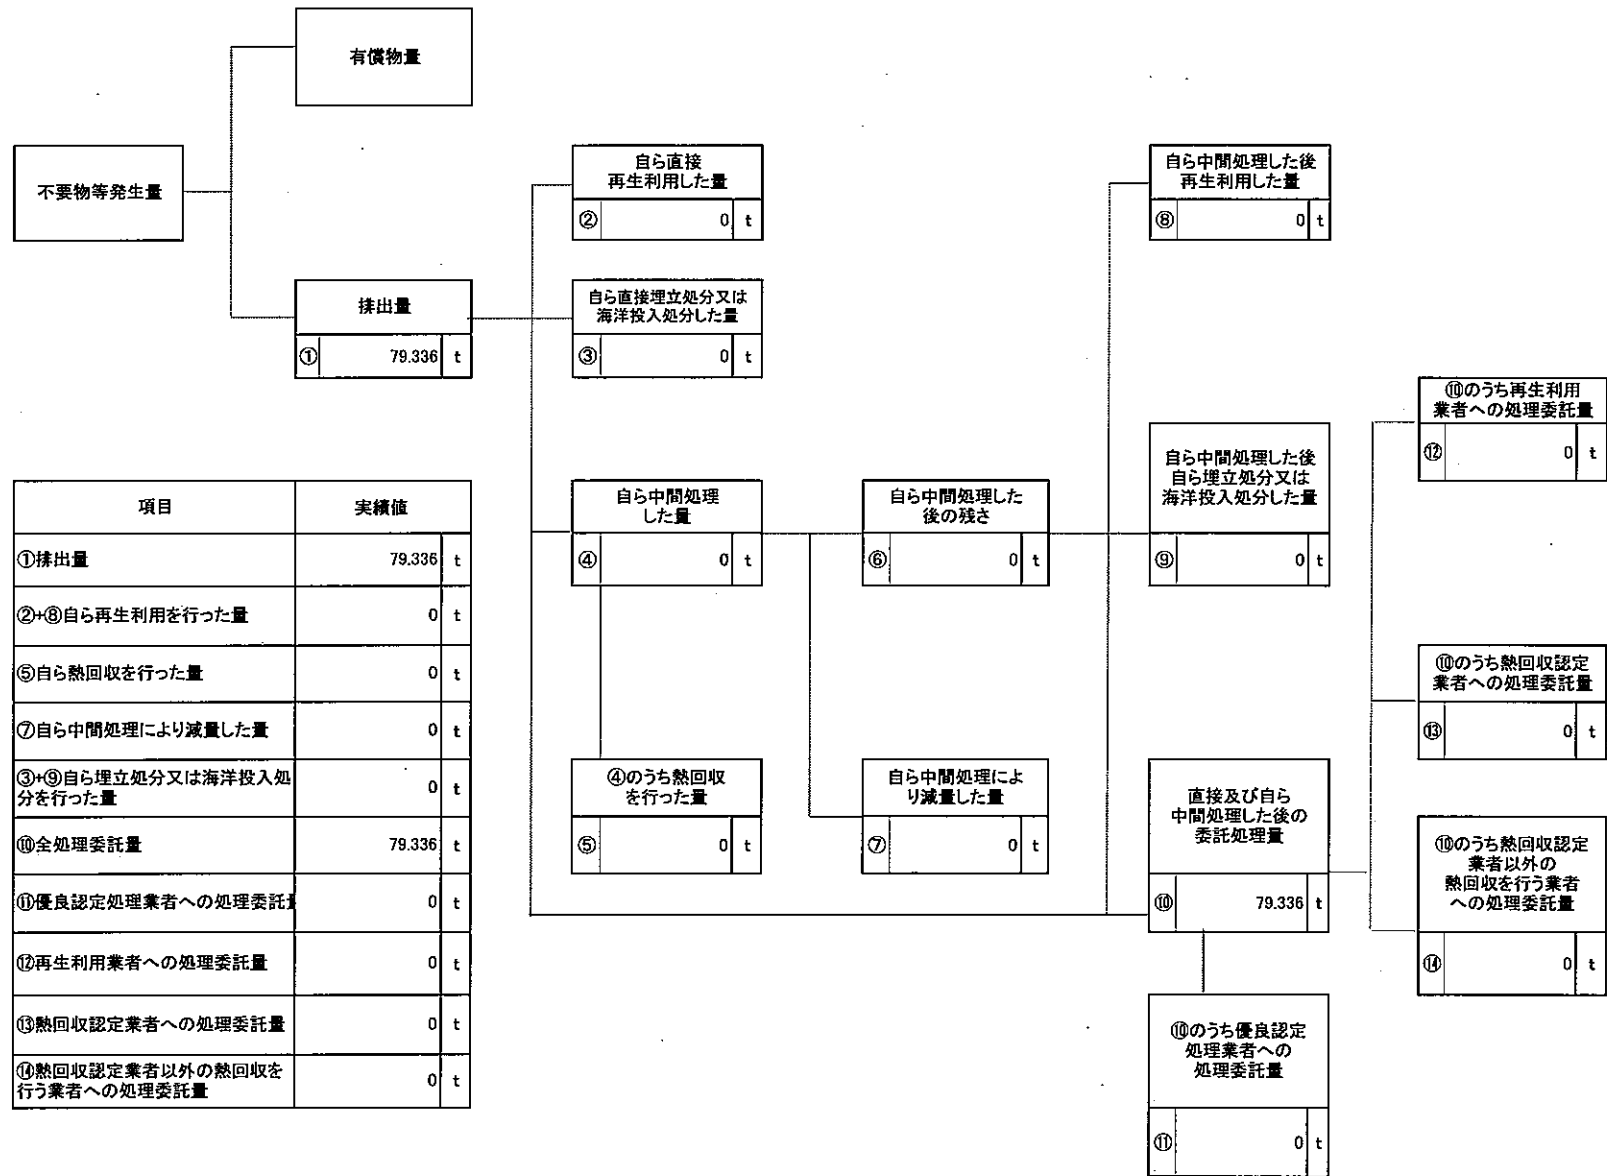 有償物量
不要物等発生量
排出量
① 79.336 t
自ら直接
再生利用した量
② 0 t
自ら直接埋立処分又は
海洋投入処分した量
③ 0 t
自ら中間処理
した量
④ 0 t
④のうち熱回収
を行った量
⑤ 0 t
自ら中間処理した
後の残さ
⑥ 0 t
自ら中間処理によ
り減量した量
⑦ 0 t
自ら中間処理した後
再生利用した量
⑧ 0 t
自ら中間処理した後
自ら埋立処分又は
海洋投入処分した量
⑨ 0 t
直接及び自ら
中間処理した後の
委託処理量
⑩ 79.336 t
⑩のうち優良認定
処理業者への
処理委託量
⑪ 0 t
⑩のうち再生利用
業者への処理委託量
⑫ 0 t
⑩のうち熱回収認定
業者への処理委託量
⑬ 0 t
⑩のうち熱回収認定
業者以外の
熱回収を行う業者
への処理委託量
⑭ 0 t
項目 実績値
①排出量 79.336 t
②+⑧自ら再生利用を行った量 0 t
⑤自ら熱回収を行った量 0 t
⑦自ら中間処理により減量した量 0 t
③+⑨自ら埋立処分又は海洋投入処
分を行った量 0 t
⑩全処理委託量 79.336 t
⑪優良認定処理業者への処理委託 0 t
⑫再生利用業者への処理委託量 0 t
⑬熱回収認定業者への処理委託量 0 t
⑭熱回収認定業者以外の熱回収を
行う業者への処理委託量 0 t